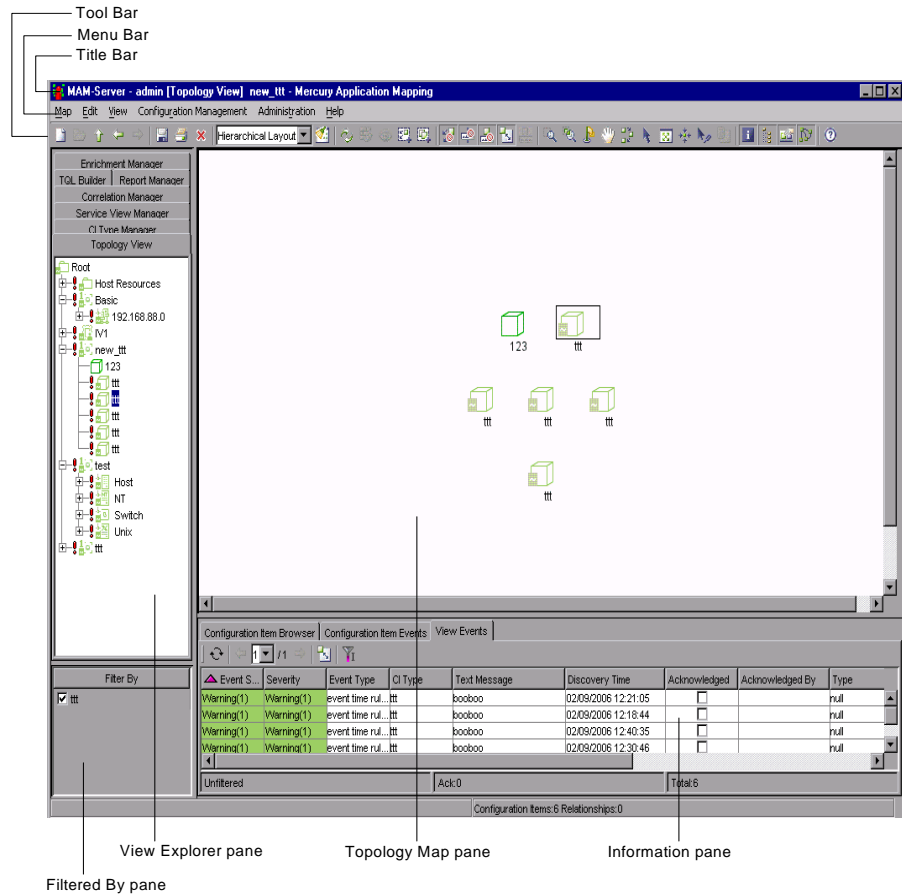 Tool Bar
Menu Bar
Title Bar
MAM-Server - admin [Topology View] new_ttt - Mercury Application Mapping
Map Edit View Configuration Management Administration Help
Hierarchical Layout
Enrichment Manager
TQL Builder Report Manager
Correlation Manager
Service View Manager
CI Type Manager
Topology View
Root
Host Resources
Basic
192.168.88.0
IV1
new_ttt
123
ttt
ttt
ttt
ttt
ttt
test
Host
NT
Switch
Unix
ttt
123
ttt
ttt
ttt
ttt
ttt
Configuration Item Browser Configuration Item Events View Events
1 /1
Filter By
ttt
Event S... Severity Event Type CI Type Text Message Discovery Time Acknowledged Acknowledged By Type
Warning(1) Warning(1) event time rul... ttt booboo 02/09/2006 12:21:05 null
Warning(1) Warning(1) event time rul... ttt booboo 02/09/2006 12:18:44 null
Warning(1) Warning(1) event time rul... ttt booboo 02/09/2006 12:40:35 null
Warning(1) Warning(1) event time rul... ttt booboo 02/09/2006 12:30:46 null
Unfiltered Ack:0 Total:6
Configuration Items:6 Relationships:0
View Explorer pane
Topology Map pane
Information pane
Filtered By pane